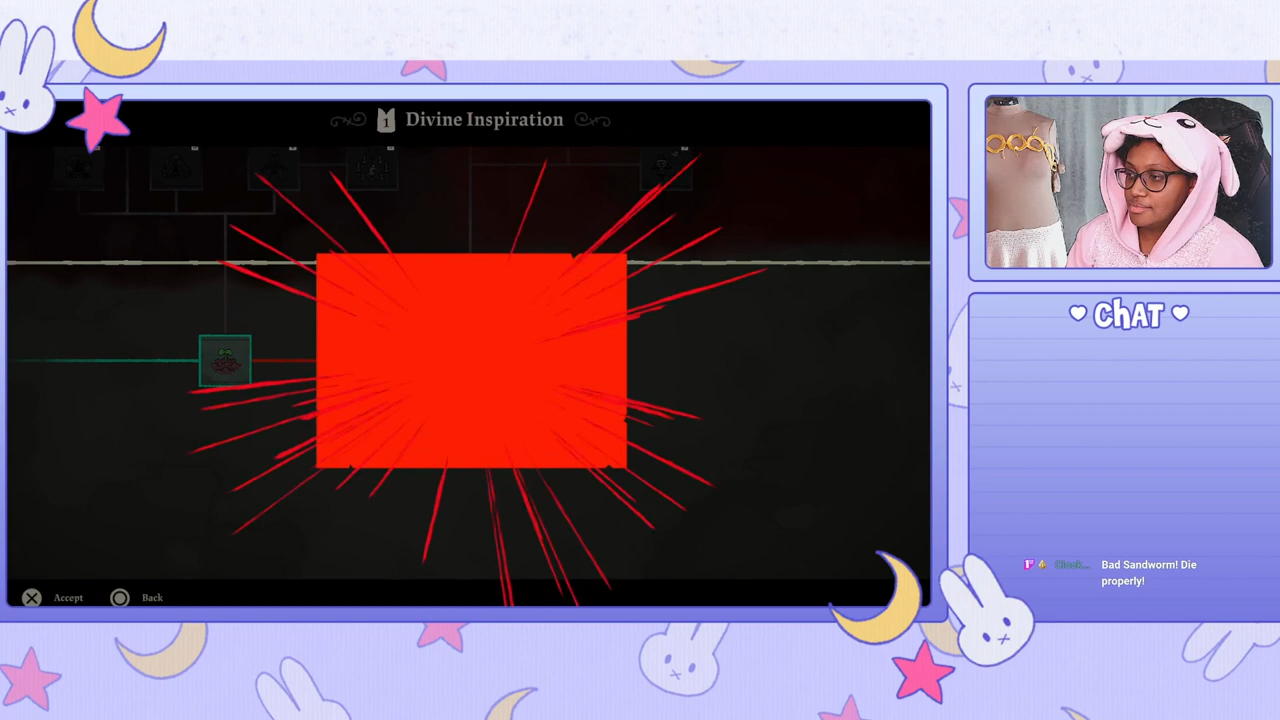 1 Divine Inspiration
Accept
Back
ChAT
Bad Sandworm! Die
properly!